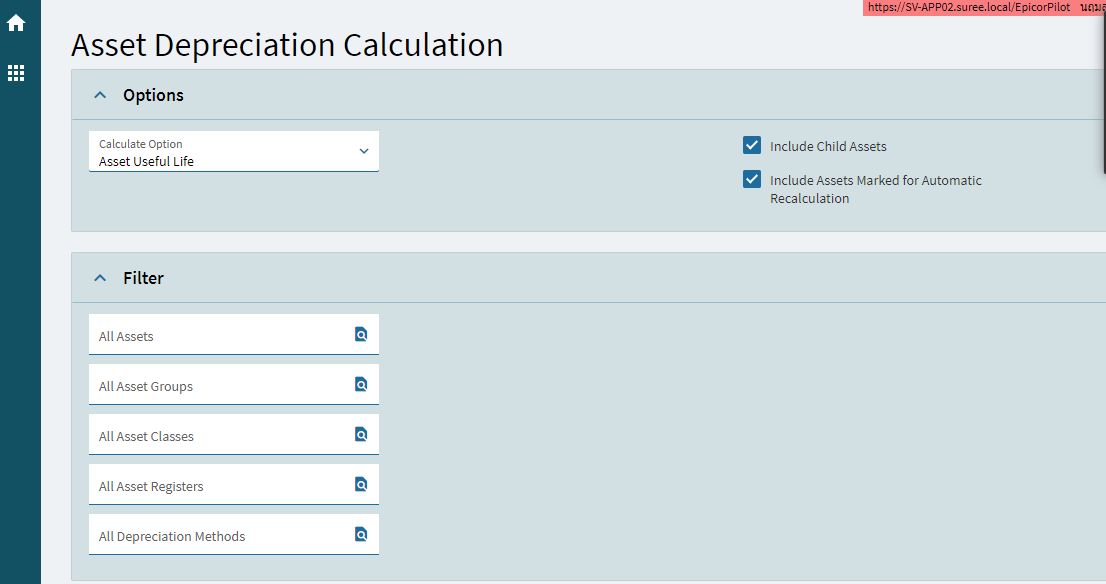 https://SV-APP02.suree.local/EpicorPilot
Asset Depreciation Calculation
Options
Calculate Option
Asset Useful Life
Include Child Assets
Include Assets Marked for Automatic
Recalculation
Filter
All Assets
All Asset Groups
All Asset Classes
All Asset Registers
All Depreciation Methods